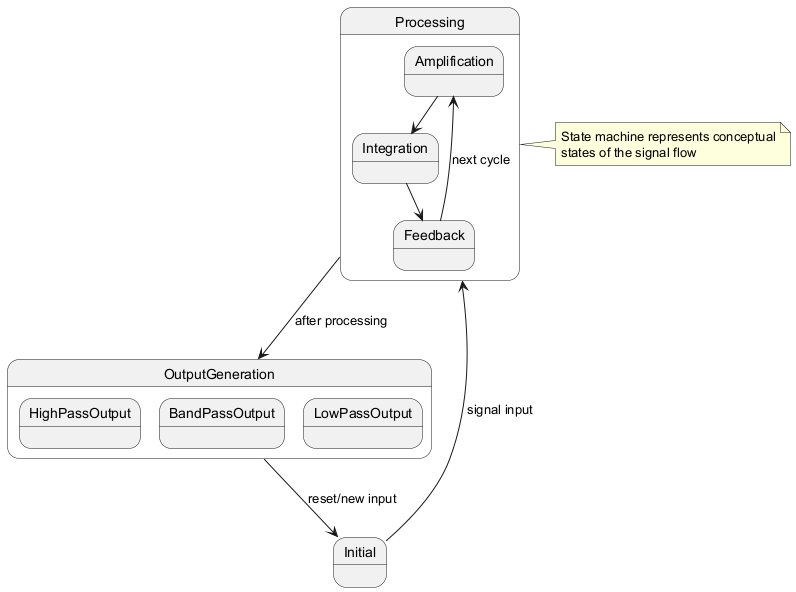 Processing
Amplification
Integration
next cycle
Feedback
State machine represents conceptual
states of the signal flow
after processing
OutputGeneration
HighPassOutput
BandPassOutput
LowPassOutput
signal input
reset/new input
Initial